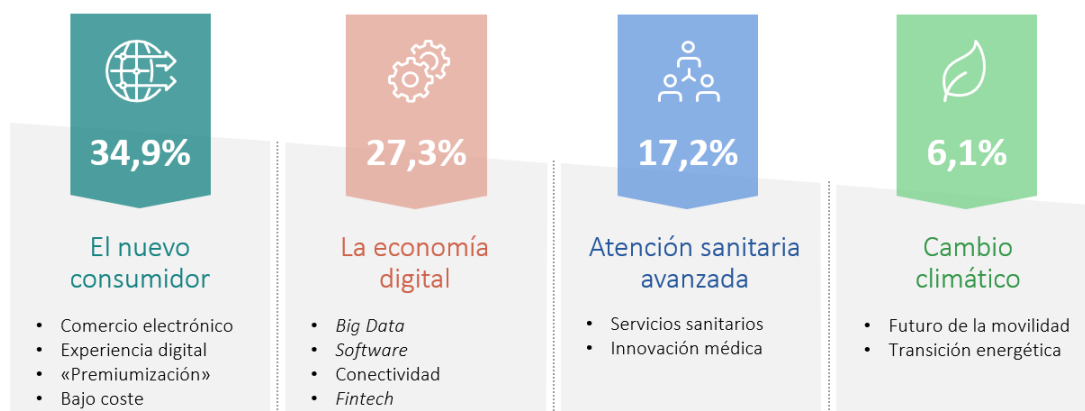 34,9%
El nuevo
consumidor
• Comercio electrónico
• Experiencia digital
• «Premiumización»
• Bajo coste
27,3%
La economía
digital
• Big Data
• Software
• Conectividad
• Fintech
17,2%
Atención sanitaria
avanzada
• Servicios sanitarios
• Innovación médica
6,1%
Cambio
climático
• Futuro de la movilidad
• Transición energética